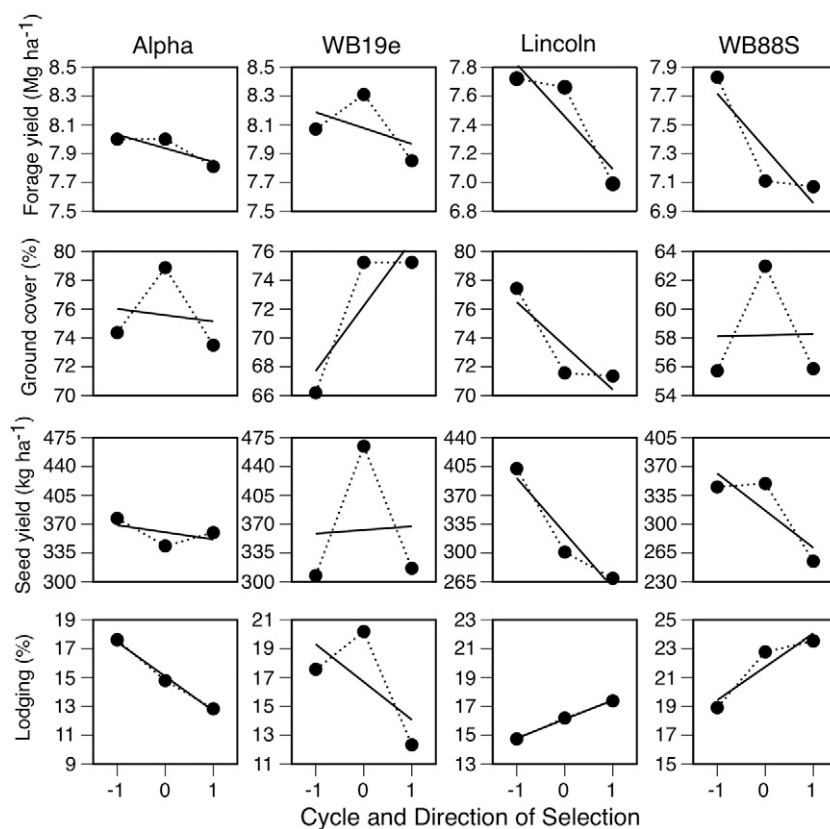 Alpha WB19e Lincoln WB88S
Forage yield (Mg ha-1)
8.5 8.3 8.1 7.9 7.7 7.5
8.5 8.3 8.1 7.9 7.7 7.5
7.8 7.6 7.4 7.2 7.0 6.8
7.9 7.7 7.5 7.3 7.1 6.9
Ground cover (%)
80 78 76 74 72 70
76 74 72 70 68 66
80 78 76 74 72 70
64 62 60 58 56 54
Seed yield (kg ha-1)
475 440 405 370 335 300
475 440 405 370 335 300
440 405 370 335 300 265
405 370 335 300 265 230
Lodging (%)
19 17 15 13 11 9
21 19 17 15 13 11
23 21 19 17 15 13
25 23 21 19 17 15
-1 0 1 -1 0 1 -1 0 1 -1 0 1
Cycle and Direction of Selection